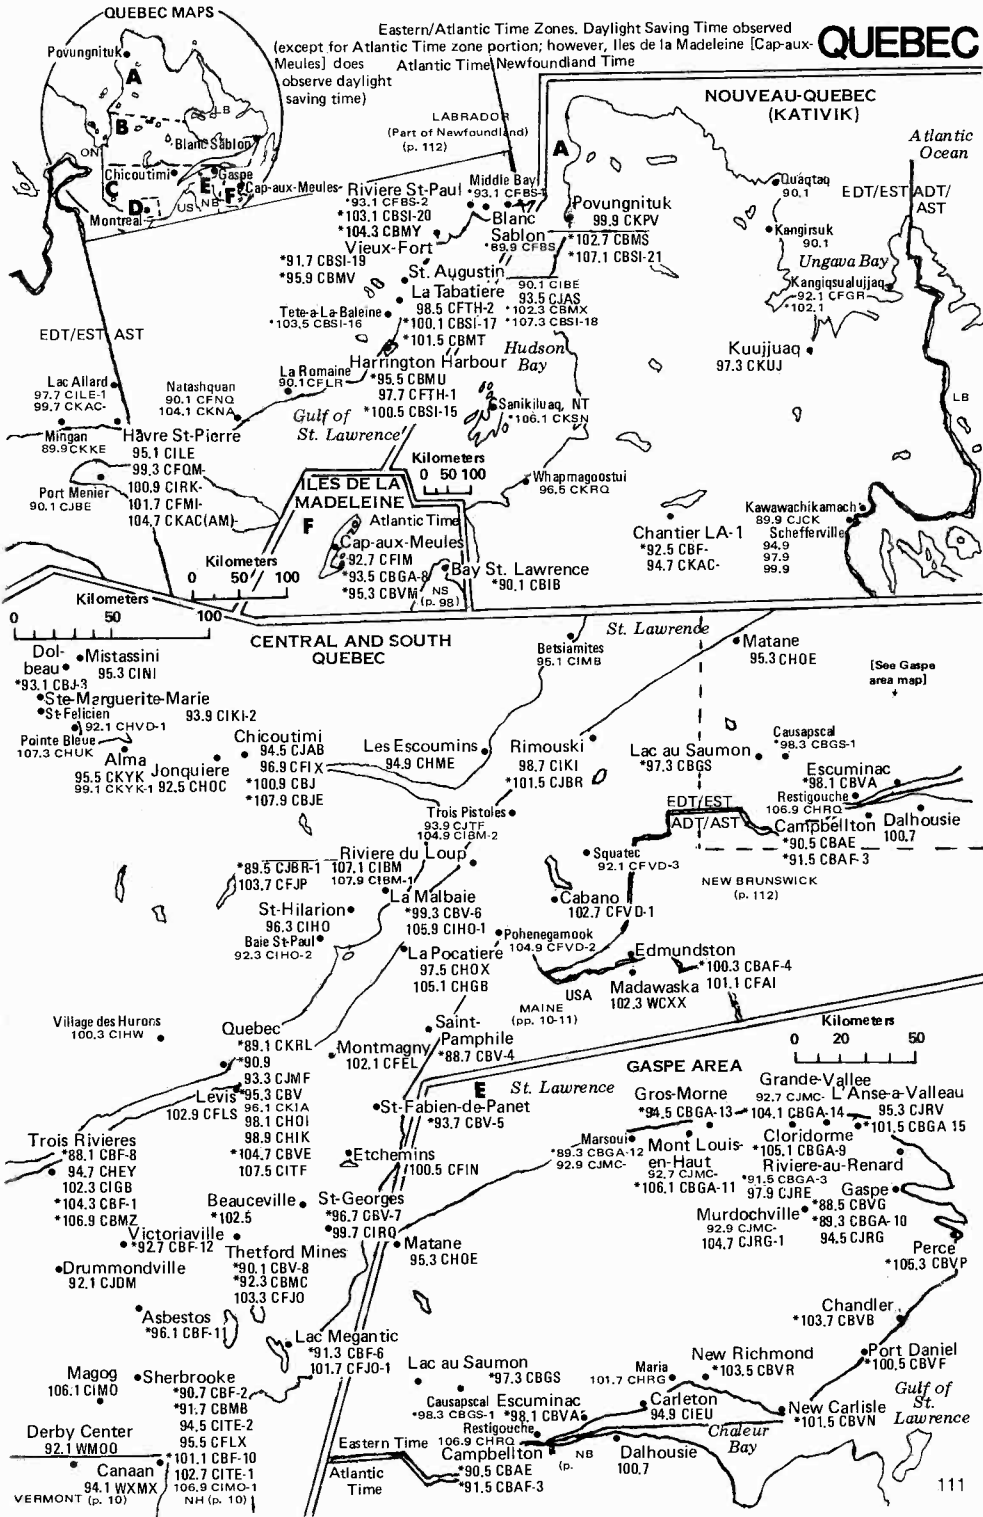 QUEBEC MAPS
Povungnituk
A
B
LB
ON
Blanc Sablon
Chicoutimi
Gaspe
C
E
F
Cap-aux-Meules
D
US
NB
Montreal
Eastern/Atlantic Time Zones. Daylight Saving Time observed
(except for Atlantic Time zone portion; however, Iles de la Madeleine [Cap-aux-
Meules] does
observe daylight
saving time)
Atlantic Time
Newfoundland Time
QUEBEC
LABRADOR
(Part of Newfoundland)
(p. 112)
NOUVEAU-QUEBEC
(KATIVIK)
A
Atlantic
Ocean
Quaqtaq
90.1
EDT/EST
ADT/
AST
Kangirsuk
90.1
Ungava Bay
Kangiqsualujjaq
92.1 CFGR
*102.1
Kuujjuaq
97.3 CKUJ
LB
Povungnituk
99.9 CKPV
*102.7 CBMS
*107.1 CBSI-21
Middle Bay
*93.1 CFBS-1
Riviere St-Paul
*93.1 CFBS-2
*103.1 CBSI-20
*104.3 CBMY
Blanc
Sablon
*89.9 CFBS
Vieux-Fort
*91.7 CBSI-19
*95.9 CBMV
St. Augustin
90.1 CIBE
93.5 CJAS
*102.3 CBMX
*107.3 CBSI-18
La Tabatiere
98.5 CFTH-2
*100.1 CBSI-17
*101.5 CBMT
Tete-a-La-Baleine
*103.5 CBSI-16
Hudson
Bay
Harrington Harbour
*95.5 CBMU
97.7 CFTH-1
*100.5 CBSI-15
La Romaine
90.1 CFLR
EDT/EST
AST
Lac Allard
97.7 CILE-1
99.7 CKAC-
Natashquan
90.1 CFNQ
104.1 CKNA
Gulf of
St. Lawrence
Sanikiluaq, NT
*106.1 CKSN
Mingan
89.9 CKKE
Havre St-Pierre
95.1 CILE
99.3 CFQM-
100.9 CIRK-
101.7 CFMI-
104.7 CKAC(AM)-
Port Menier
90.1 CJBE
Kilometers
0 50 100
Whapmagoostui
96.5 CKRQ
Kawawachikamach
89.9 CJCK
Schefferville
94.9
97.9
99.9
Chantier LA-1
*92.5 CBF-
94.7 CKAC-
ILES DE LA
MADELEINE
F
Atlantic Time
Cap-aux-Meules
92.7 CFIM
*93.5 CBGA-8
*95.3 CBVM
Bay St. Lawrence
*90.1 CBIB
NS
(p. 98)
Kilometers
0 50 100
Kilometers
0 50 100
CENTRAL AND SOUTH
QUEBEC
Dol-
beau
*93.1 CBJ-3
Mistassini
95.3 CINI
Ste-Marguerite-Marie
93.9 CIKI-2
St-Felicien
92.1 CHVD-1
Pointe Bleue
107.3 CHUK
Alma
95.5 CKYK
99.1 CKYK-1
Jonquiere
92.5 CHOC
Chicoutimi
94.5 CJAB
96.9 CFIX
*100.9 CBJ
*107.9 CBJE
Betsiamites
95.1 CIMB
St. Lawrence
Matane
95.3 CHOE
[See Gaspe
area map]
Les Escoumins
94.9 CHME
Rimouski
98.7 CIKI
*101.5 CJBR
Lac au Saumon
*97.3 CBGS
Causapscal
*98.3 CBGS-1
Escuminac
*98.1 CBVA
Restigouche
106.9 CHRQ
Campbellton
*90.5 CBAE
*91.5 CBAF-3
Dalhousie
100.7
EDT/EST
ADT/AST
Trois Pistoles
93.9 CJTF
104.9 CIBM-2
Riviere du Loup
*89.5 CJBR-1
103.7 CFJP
107.1 CIBM
107.9 CIBM-1
Squatec
92.1 CFVD-3
NEW BRUNSWICK
(p. 112)
Cabano
102.7 CFVD-1
La Malbaie
*99.3 CBV-6
105.9 CIHO-1
St-Hilarion
96.3 CIHO
Baie St-Paul
92.3 CIHO-2
Pohenegamook
104.9 CFVD-2
La Pocatiere
97.5 CHOX
105.1 CHGB
Edmundston
*100.3 CBAF-4
101.1 CFAI
Madawaska
102.3 WCXX
USA
MAINE
(pp. 10-11)
Village des Hurons
100.3 CIHW
Quebec
*89.1 CKRL
*90.9
93.3 CJMF
*95.3 CBV
96.1 CKIA
98.1 CHOI
98.9 CHIK
*104.7 CBVE
107.5 CITF
Montmagny
102.1 CFEL
Saint-
Pamphile
*88.7 CBV-4
Levis
102.9 CFLS
St-Fabien-de-Panet
*93.7 CBV-5
Etchemins
100.5 CFIN
Trois Rivieres
*88.1 CBF-8
94.7 CHEY
102.3 CIGB
*104.3 CBF-1
*106.9 CBMZ
Beauceville
*102.5
St-Georges
*96.7 CBV-7
*99.7 CIRO
Victoriaville
*92.7 CBF-12
Thetford Mines
*90.1 CBV-8
*92.3 CBMC
103.3 CFJO
Drummondville
92.1 CJDM
Asbestos
*96.1 CBF-11
Lac Megantic
*91.3 CBF-6
101.7 CFJO-1
Magog
106.1 CIMO
Sherbrooke
*90.7 CBF-2
*91.7 CBMB
94.5 CITE-2
95.5 CFLX
*101.1 CBF-10
102.7 CITE-1
106.9 CIMO-1
Derby Center
92.1 WMOO
Canaan
94.1 WXMX
VERMONT (p. 10)
NH (p. 10)
E
St. Lawrence
GASPE AREA
Kilometers
0 20 50
Gros-Morne
*94.5 CBGA-13
Grande-Vallee
92.7 CJMC-
*104.1 CBGA-14
L'Anse-a-Valleau
95.3 CJRV
*101.5 CBGA 15
Marsoui
*89.3 CBGA-12
92.9 CJMC-
Mont Louis-
en-Haut
92.7 CJMC-
*106.1 CBGA-11
Cloridorme
*105.1 CBGA-9
Riviere-au-Renard
*91.5 CBGA-3
97.9 CJRE
Gaspe
*88.5 CBVG
*89.3 CBGA-10
94.5 CJRG
Murdochville
92.9 CJMC-
104.7 CJRG-1
Perce
*105.3 CBVP
Matane
95.3 CHOE
Chandler
*103.7 CBVB
Port Daniel
*100.5 CBVF
New Richmond
*103.5 CBVR
Maria
101.7 CHRG
Lac au Saumon
*97.3 CBGS
Causapscal
*98.3 CBGS-1
Escuminac
*98.1 CBVA
Carleton
94.9 CIEU
New Carlisle
*101.5 CBVN
Gulf of
St.
Lawrence
Chaleur
Bay
Restigouche
106.9 CHRQ
Campbellton
*90.5 CBAE
*91.5 CBAF-3
NB
(p.
Dalhousie
100.7
Eastern Time
Atlantic
Time
111